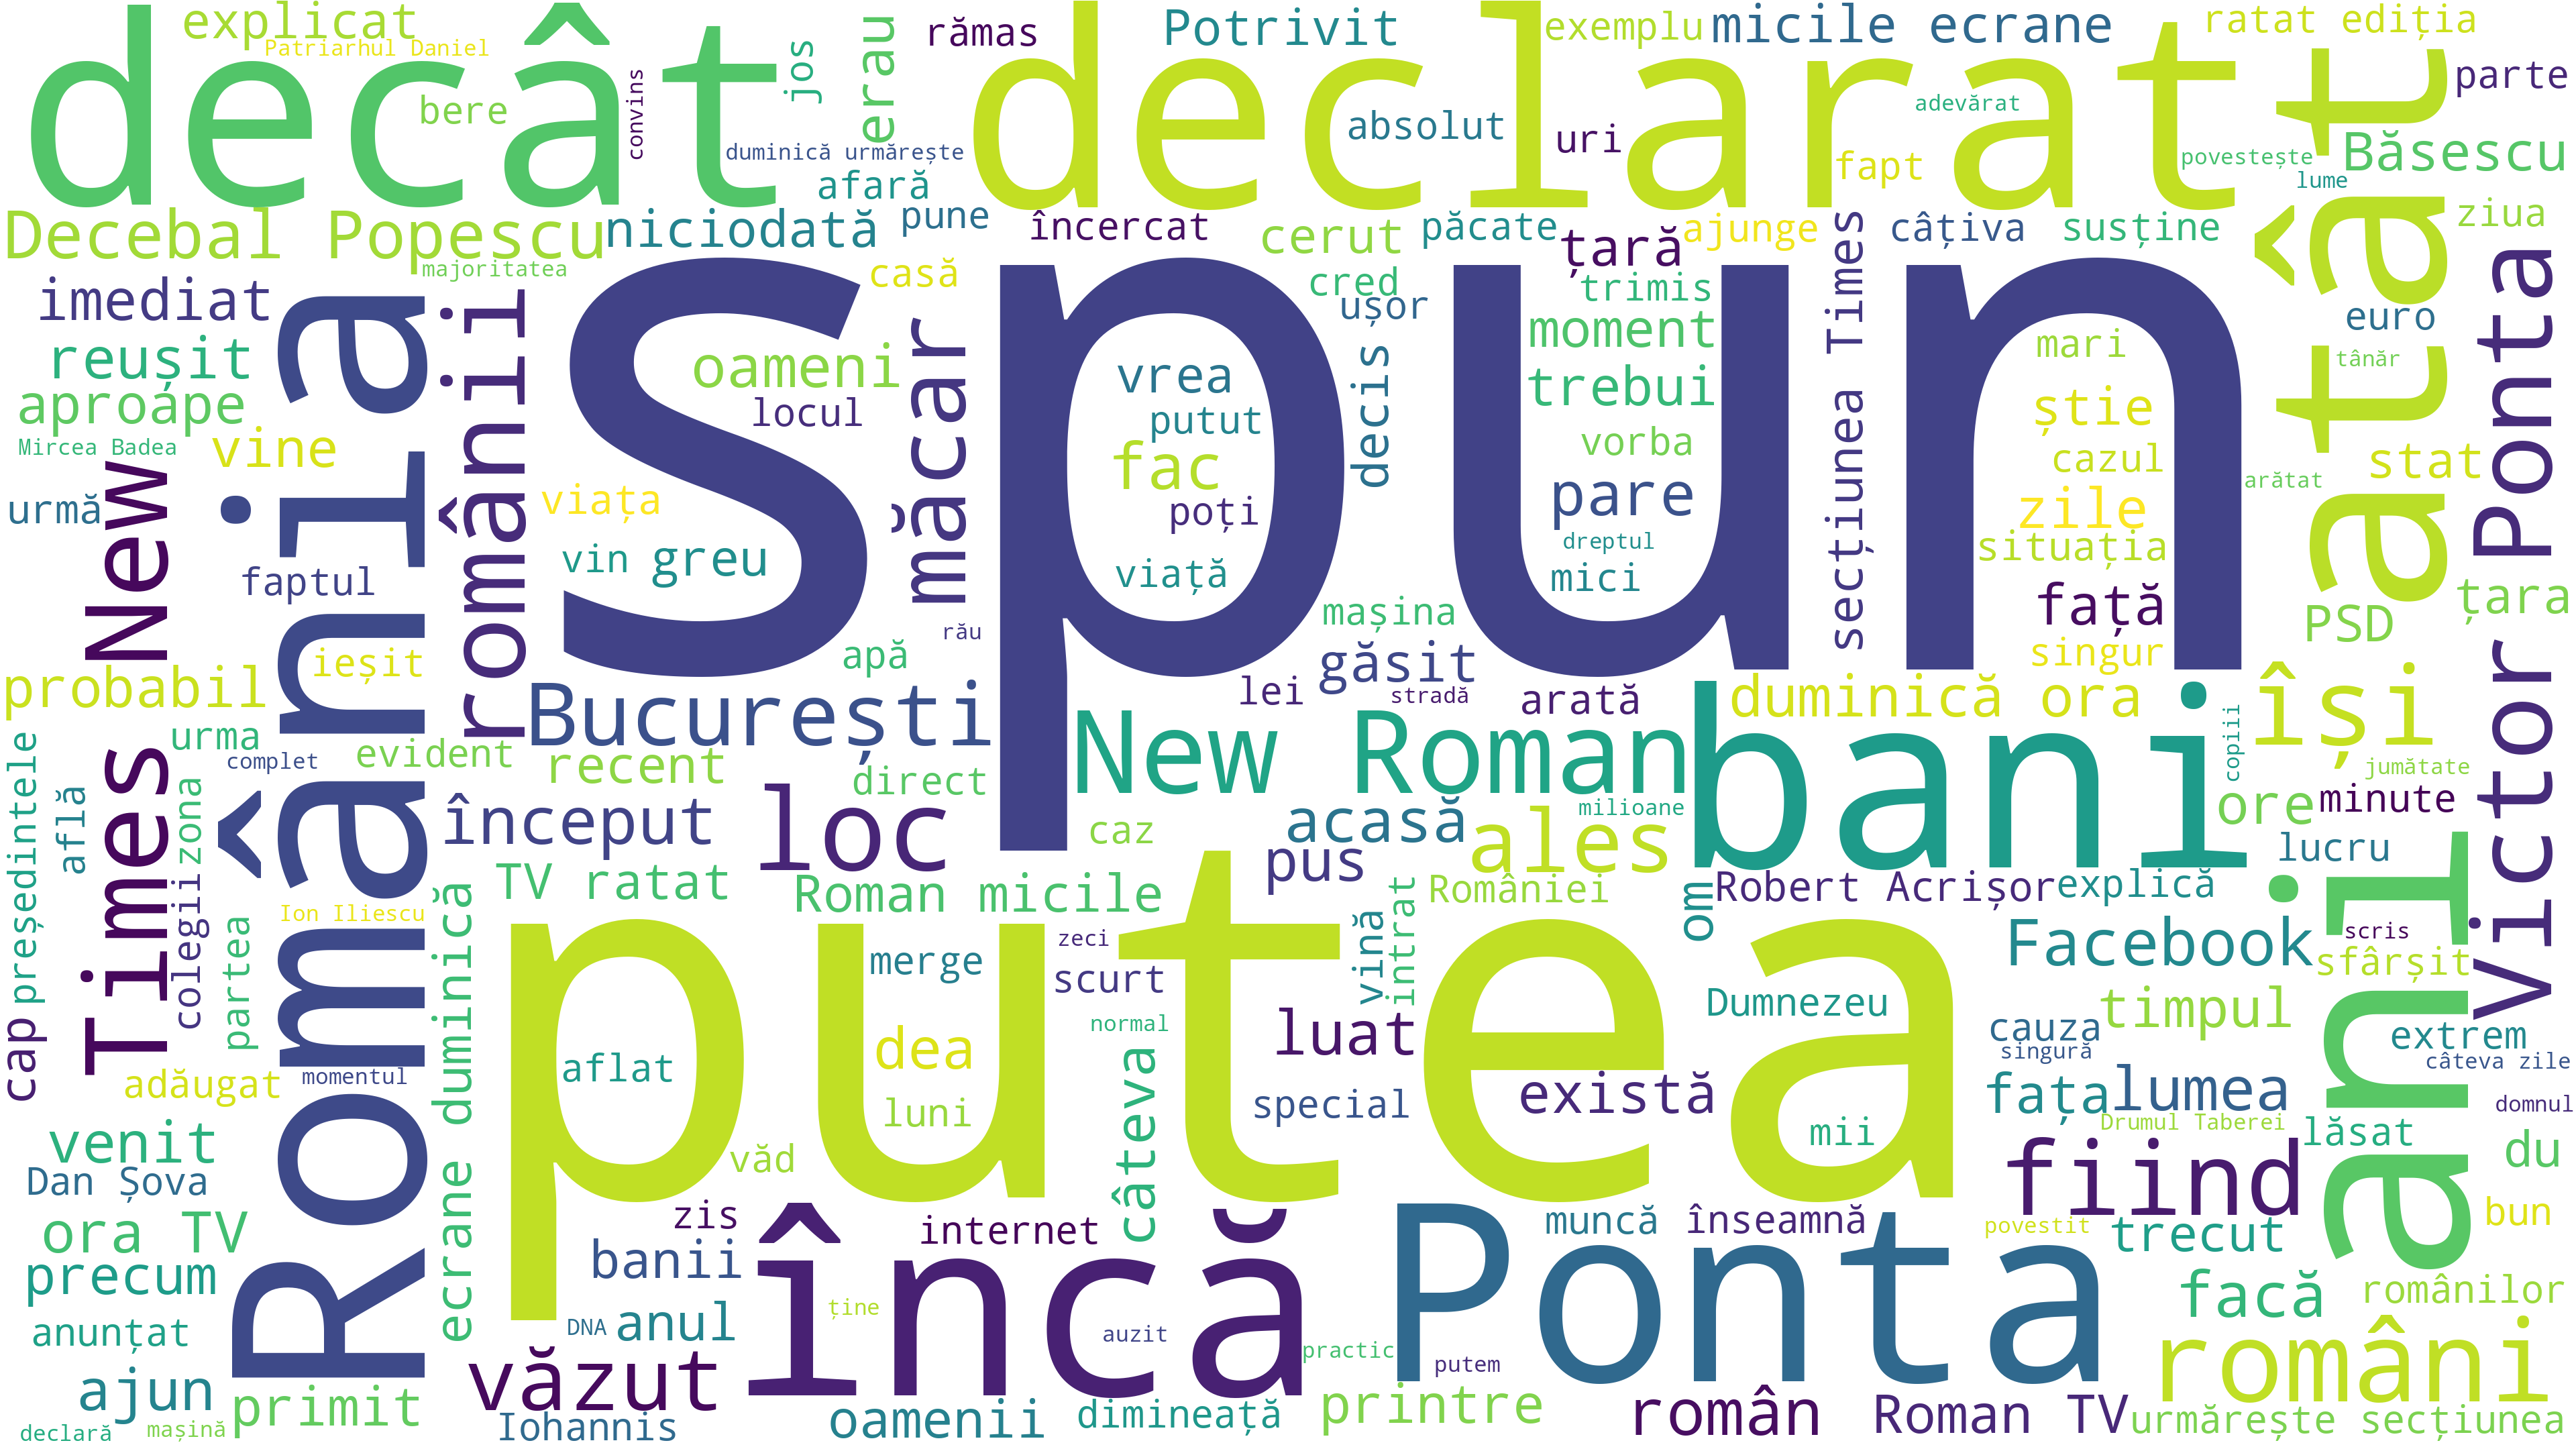 explicat
Patriarhul Daniel
decât
bere
convins
jos
erau
rămas
Potrivit
exemplu
micile ecrane
ratat ediția
parte
declarat
absolut
uri
adevărat
fapt
atât
povestește
lume
Băsescu
duminică urmărește
afară
Decebal Popescu
niciodată
pune
încercat
cerut
păcate
țară
ajunge
secțiunea Times
câțiva
susține
ziua
majoritatea
imediat
casă
cred
ușor
trimis
moment
mari
euro
tânăr
Victor Ponta
reușit
aproape
Mircea Badea
vine
România
românii
spun
oameni
locul
măcar
vrea
putut
fac
poți
viață
decis
trebui
vorba
pare
dreptul
mici
știe
cazul
zile
situația
față
singur
arătat
stat
țara
PSD
urmă
Times New
viața
vin
greu
faptul
mașina
apă
rău
găsit
ieșit
probabil
București
lei
stradă
arată
duminică ora
îşi
urma
complet
evident
recent
direct
New Roman
bani
copiii
jumătate
ore
minute
președintele
află
zona
început
loc
caz
acasă
ales
milioane
lucru
pus
TV ratat
Roman micile
României
om
Robert Acrișor
explică
ani
colegii
Ion Iliescu
partea
ecrane duminică
putea
merge
zeci
scurt
vină
intrat
Facebook
scris
sfârșit
cap
Dumnezeu
timpul
normal
luat
cauza
singură
extrem
câteva zile
adăugat
momentul
aflat
dea
luni
câteva
special
există
mii
fața
lumea
domnul
Drumul Taberei
lăsat
venit
văd
fiind
du
Dan Șova
ora TV
zis
internet
încă
Ponta
muncă
înseamnă
povestit
trecut
bun
precum
banii
facă
românilor
anunțat
DNA
anul
ține
auzit
practic
putem
români
ajun
primit
văzut
Iohannis
oamenii
dimineață
printre
român
Roman TV
urmărește secțiunea
declară
mașină